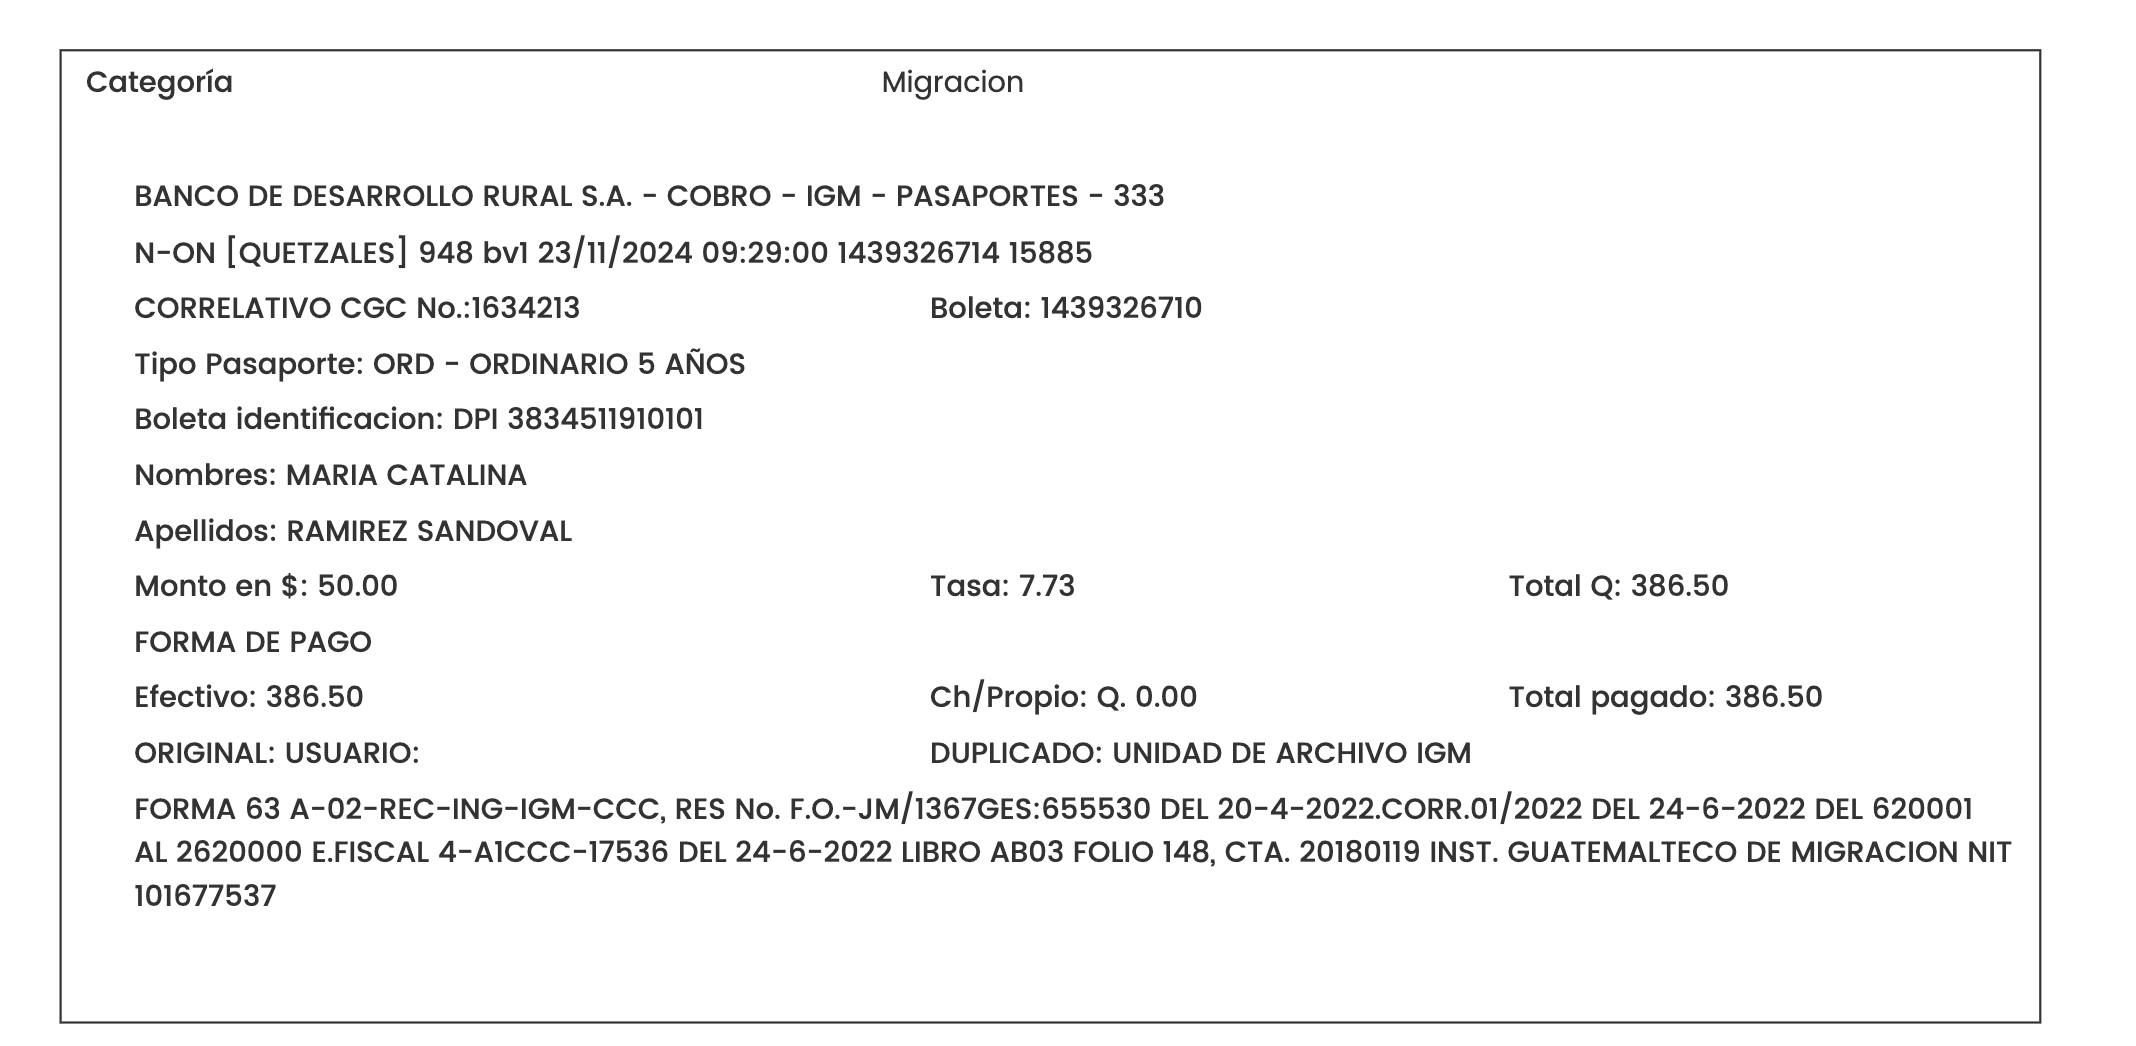 Categoría Migracion
BANCO DE DESARROLLO RURAL S.A. - COBRO - IGM - PASAPORTES - 333
N-ON [QUETZALES] 948 bv1 23/11/2024 09:29:00 1439326714 15885
CORRELATIVO CGC No.:1634213 Boleta: 1439326710
Tipo Pasaporte: ORD - ORDINARIO 5 AÑOS
Boleta identificacion: DPI 3834511910101
Nombres: MARIA CATALINA
Apellidos: RAMIREZ SANDOVAL
Monto en $: 50.00 Tasa: 7.73 Total Q: 386.50
FORMA DE PAGO
Efectivo: 386.50 Ch/Propio: Q. 0.00 Total pagado: 386.50
ORIGINAL: USUARIO: DUPLICADO: UNIDAD DE ARCHIVO IGM
FORMA 63 A-02-REC-ING-IGM-CCC, RES No. F.O.-JM/1367GES:655530 DEL 20-4-2022.CORR.01/2022 DEL 24-6-2022 DEL 620001
AL 2620000 E.FISCAL 4-A1CCC-17536 DEL 24-6-2022 LIBRO AB03 FOLIO 148, CTA. 20180119 INST. GUATEMALTECO DE MIGRACION NIT
101677537